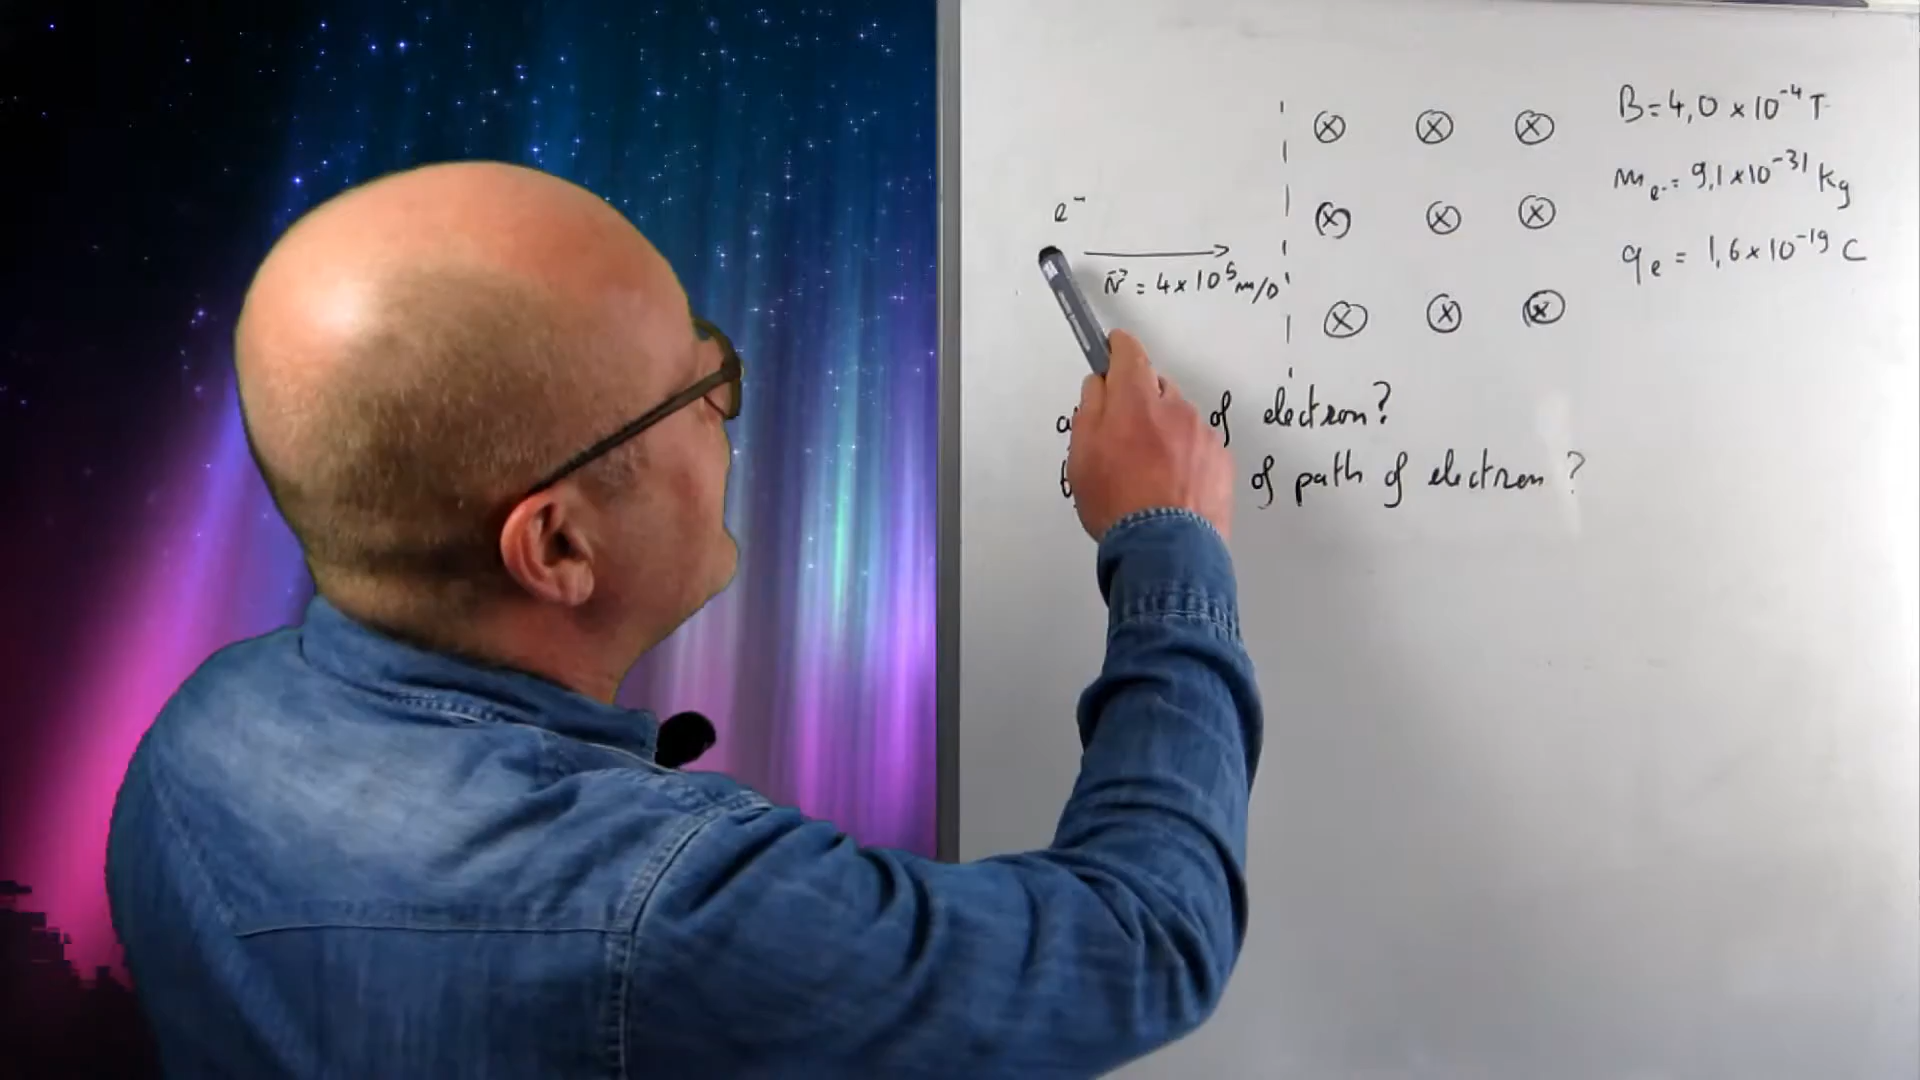 B = 4,0 × 10⁻⁴ T
mₑ- = 9,1 × 10⁻³¹ kg
qₑ = 1,6 × 10⁻¹⁹ C
e⁻
v⃗ = 4 × 10⁵ m/s
of electron?
of path of electron?